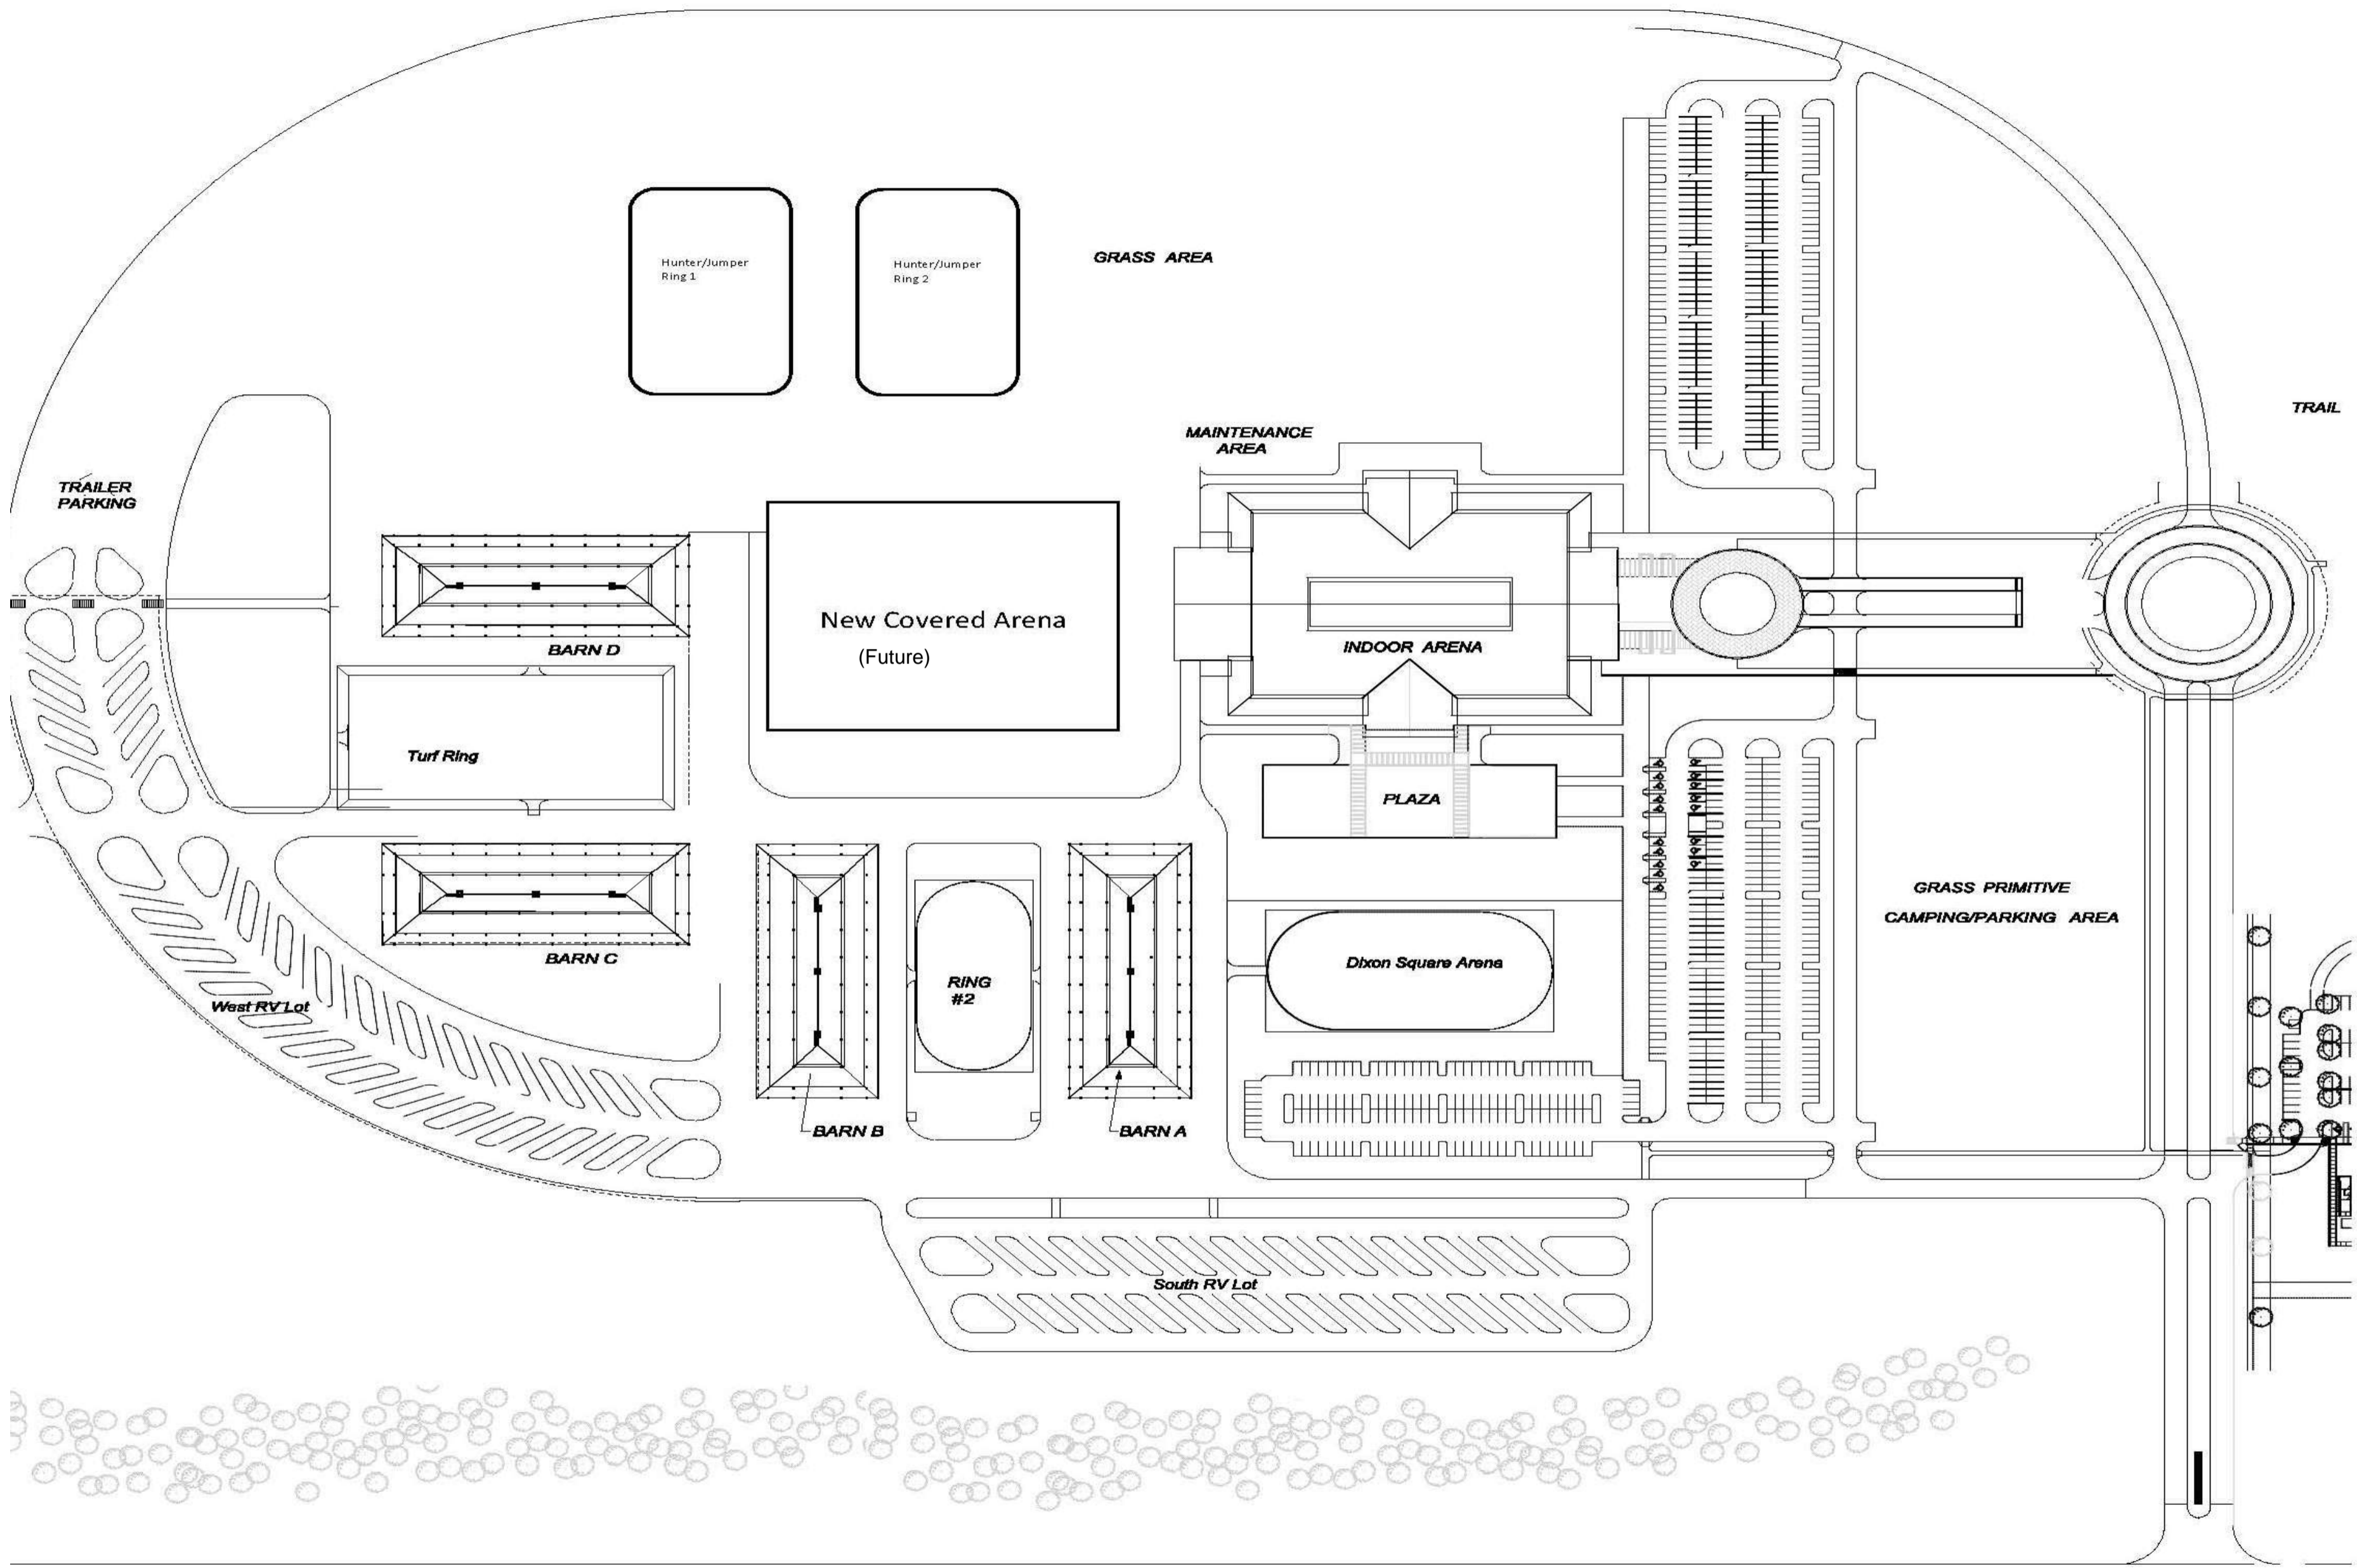 Hunter/Jumper
Ring 1
Hunter/Jumper
Ring 2
GRASS AREA
TRAIL
MAINTENANCE
AREA
TRAILER
PARKING
New Covered Arena
(Future)
BARN D
INDOOR ARENA
Turf Ring
PLAZA
GRASS PRIMITIVE
CAMPING/PARKING AREA
BARN C
Dixon Square Arena
RING
#2
West RV Lot
BARN B
BARN A
South RV Lot